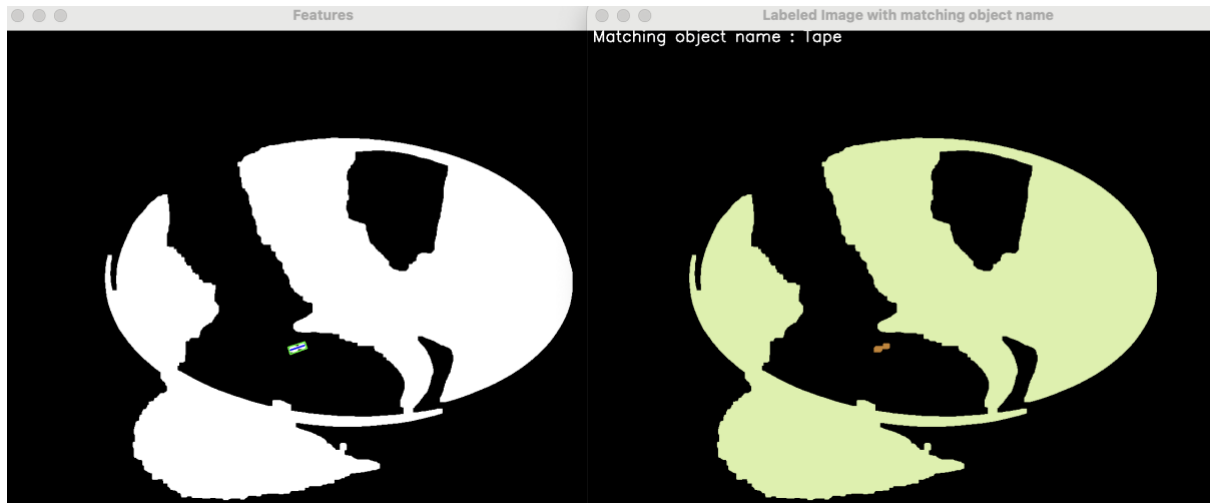 Features
Labeled Image with matching object name
Matching object name : Tape